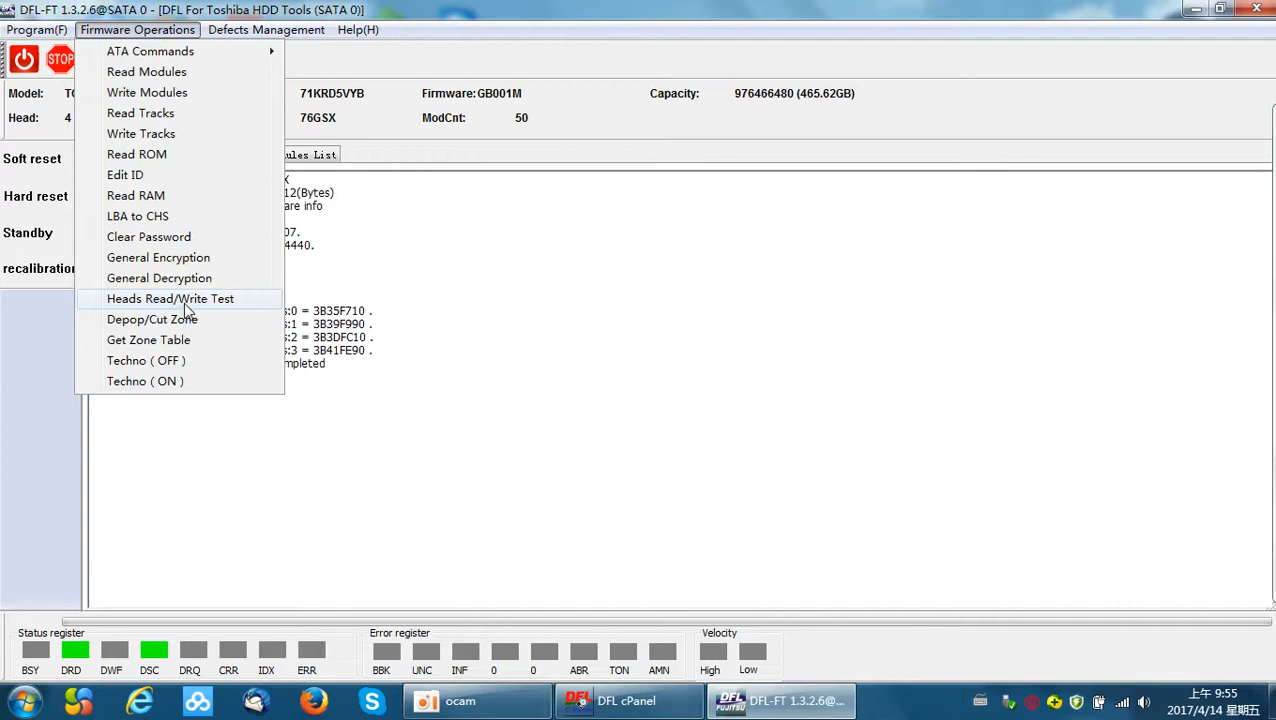 DFL-FT 1.3.2.6@SATA 0 - [DFL For Toshiba HDD Tools (SATA 0)]
Program(F) Firmware Operations Defects Management Help(H)
STOP
ATA Commands
Read Modules
Write Modules
Read Tracks
Write Tracks
Read ROM
Edit ID
Read RAM
LBA to CHS
Clear Password
General Encryption
General Decryption
Heads Read/Write Test
Depop/Cut Zone
Get Zone Table
Techno ( OFF )
Techno ( ON )
Model: TO 71KRD5VYB Firmware:GB001M Capacity: 976466480 (465.62GB)
Head: 4 76GSX ModCnt: 50
Soft reset
Hard reset
Standby
recalibration
ules List
X
12(Bytes)
are info
07.
4440.
s:0 = 3B35F710 .
s:1 = 3B39F990 .
s:2 = 3B3DFC10 .
s:3 = 3B41FE90 .
mpleted
Status register Error register Velocity
BSY DRD DWF DSC DRQ CRR IDX ERR BBK UNC INF 0 0 ABR TON AMN High Low
ocam DFL cPanel DFL-FT 1.3.2.6@...
上午 9:55
2017/4/14 星期五